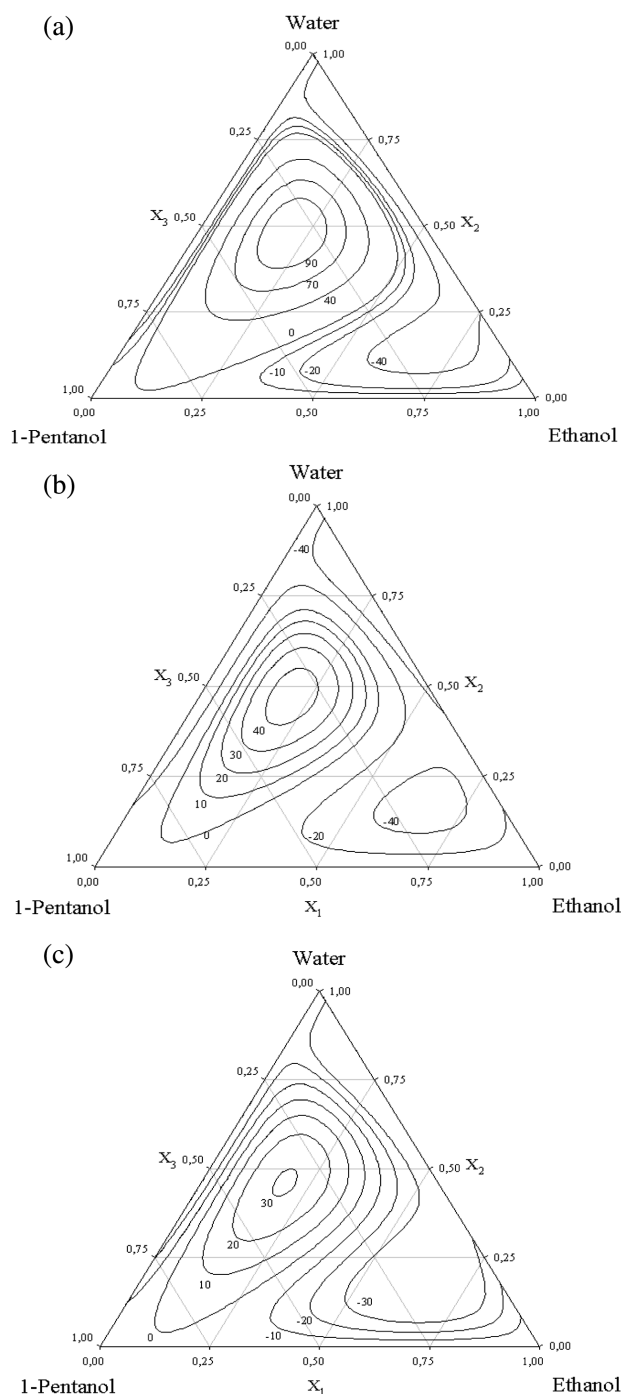 (a)
Water
0,00 1,00
0,25 0,75
X3 0,50 0,50 X2
90
70
0,75 40 0,25
0
-10 -20 -40
1,00 0,00
0,00 0,25 0,50 0,75 1,00
1-Pentanol Ethanol
(b)
Water
0,00 1,00
-40
0,25 0,75
X3 0,50 0,50 X2
40
30
0,75 20 0,25
10
0 -20 -40
1,00 0,00
0,00 0,25 0,50 0,75 1,00
1-Pentanol X1 Ethanol
(c)
Water
0,00 1,00
0,25 0,75
X3 0,50 0,50 X2
30
20
0,75 0,25
10
-30
-20
0 -10
1,00 0,00
0,00 0,25 0,50 0,75 1,00
1-Pentanol X1 Ethanol